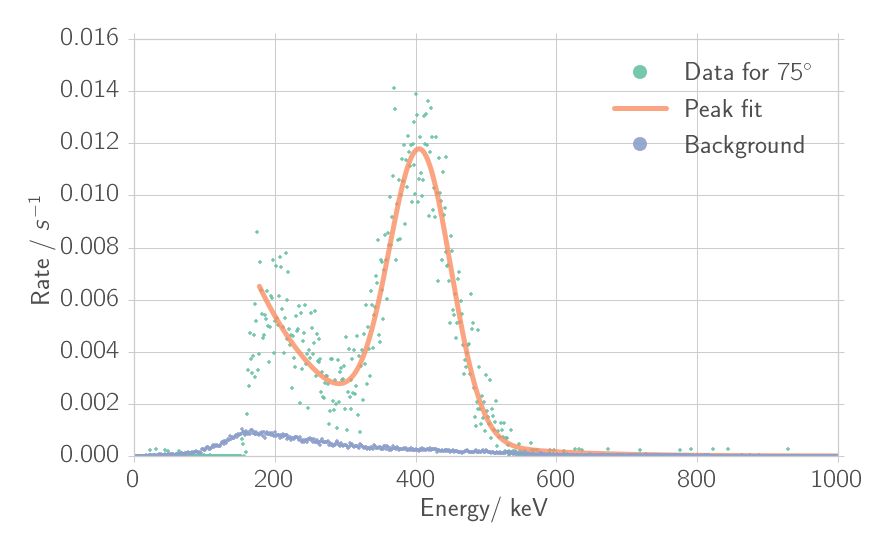 0.016
0.014
0.012
0.010
0.008
0.006
0.004
0.002
0.000
Rate / s⁻¹
Data for 75°
Peak fit
Background
0 200 400 600 800 1000
Energy/ keV